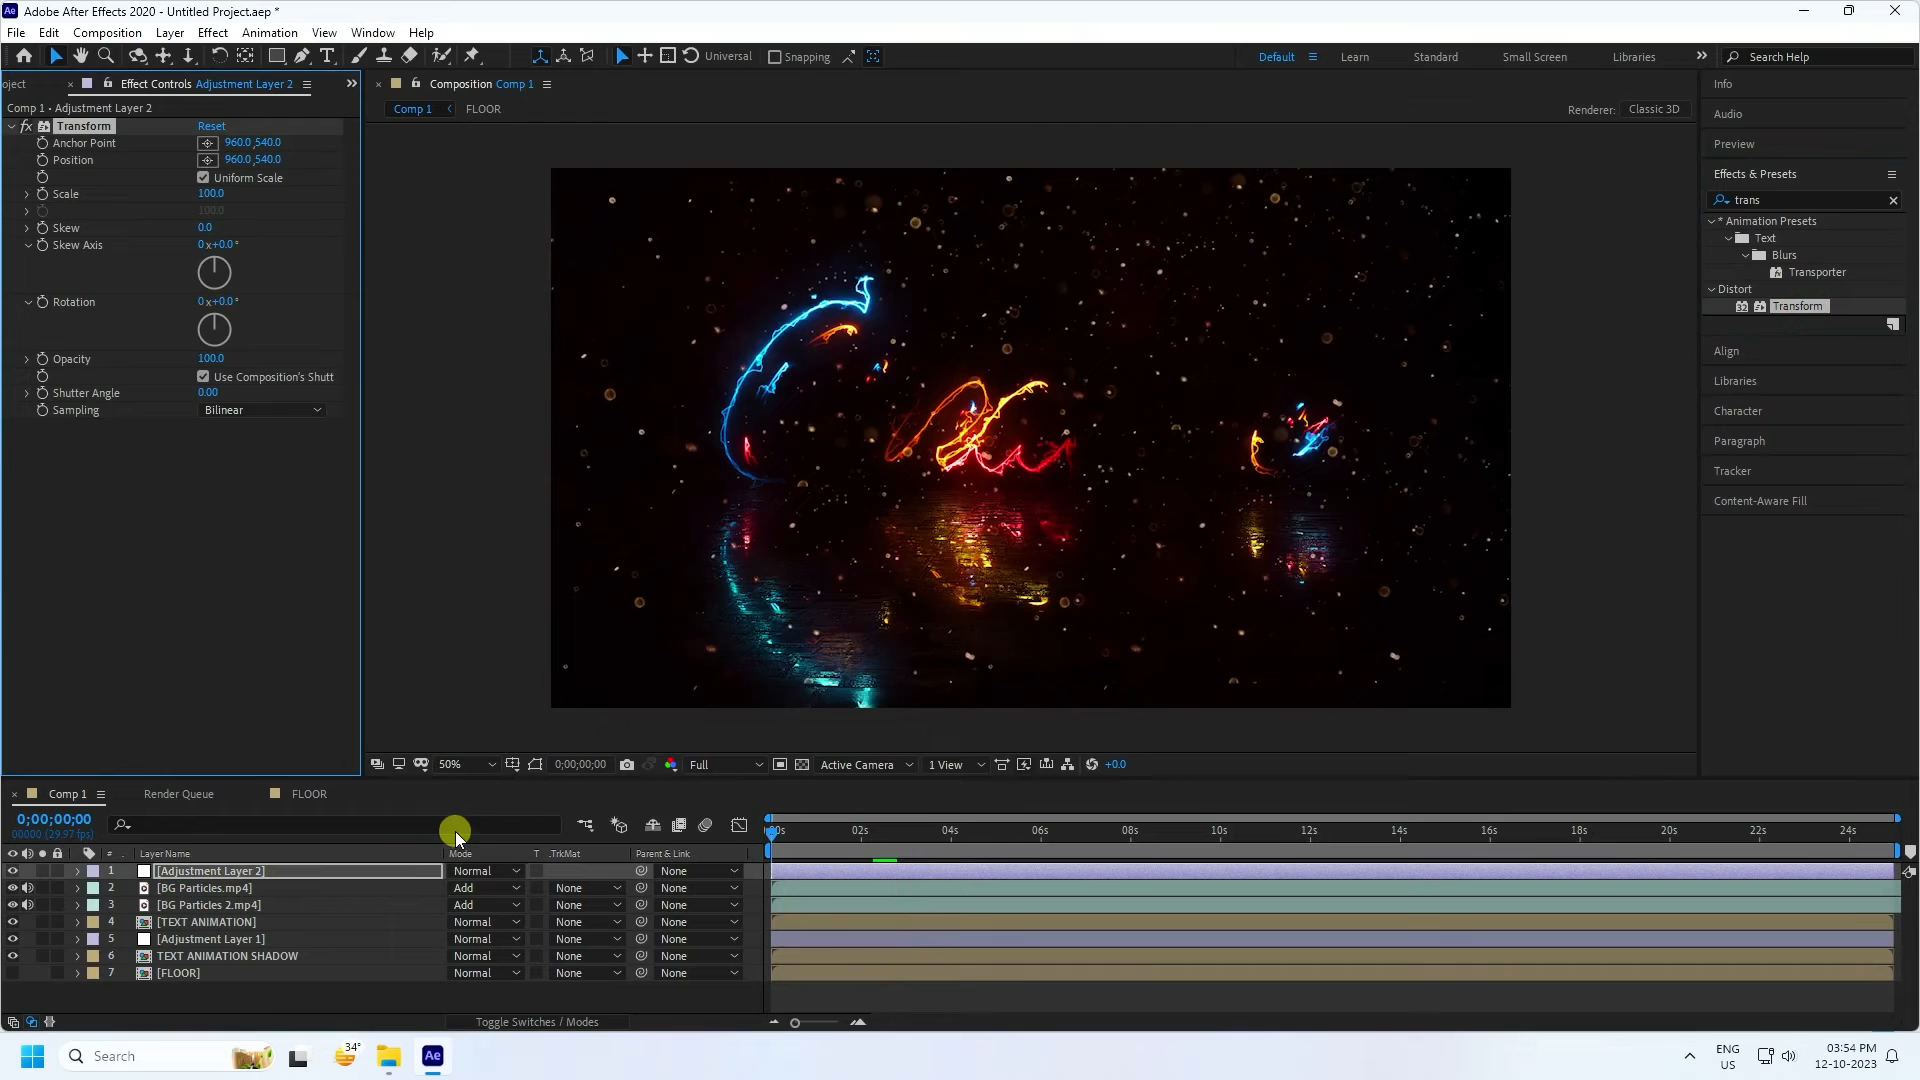 Adobe After Effects 2020 - Untitled Project.aep *
File Edit Composition Layer Effect Animation View Window Help
Universal Snapping Default Learn Standard Small Screen Libraries Search Help
oject Effect Controls Adjustment Layer 2
Comp 1 • Adjustment Layer 2
fx Transform Reset
Anchor Point 960.0,540.0
Position 960.0,540.0
Uniform Scale
Scale 100.0
100.0
Skew 0.0
Skew Axis 0x+0.0°
Rotation 0x+0.0°
Opacity 100.0
Use Composition's Shutt
Shutter Angle 0.00
Sampling Bilinear
Composition Comp 1
Comp 1 FLOOR
Renderer: Classic 3D
50% 0;00;00;00 Full Active Camera 1 View +0.0
Info
Audio
Preview
Effects & Presets
trans
* Animation Presets
Text
Blurs
Transporter
Distort
32 Transform
Align
Libraries
Character
Paragraph
Tracker
Content-Aware Fill
Comp 1 Render Queue FLOOR
0;00;00;00
00000 (29.97 fps)
02s 04s 06s 08s 10s 12s 14s 16s 18s 20s 22s 24s
# Layer Name Mode T .TrkMat Parent & Link
1 [Adjustment Layer 2] Normal None
2 [BG Particles.mp4] Add None None
3 [BG Particles 2.mp4] Add None None
4 [TEXT ANIMATION] Normal None None
5 [Adjustment Layer 1] Normal None None
6 TEXT ANIMATION SHADOW Normal None None
7 [FLOOR] Normal None None
Toggle Switches / Modes
Search
34°
Ae
ENG
US
03:54 PM
12-10-2023